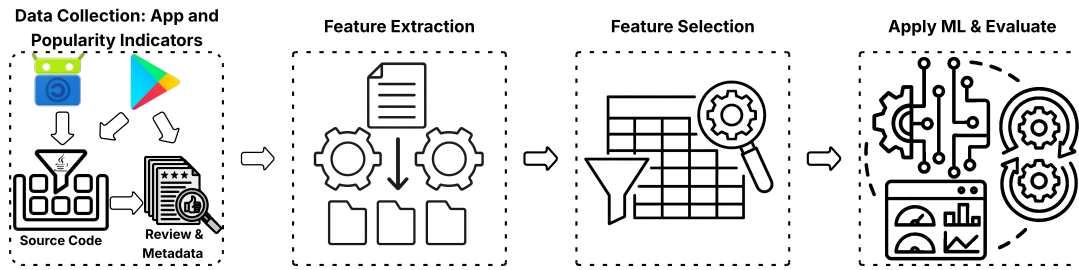 Data Collection: App and
Popularity Indicators
Feature Extraction
Feature Selection
Apply ML & Evaluate
Source Code
Review &
Metadata